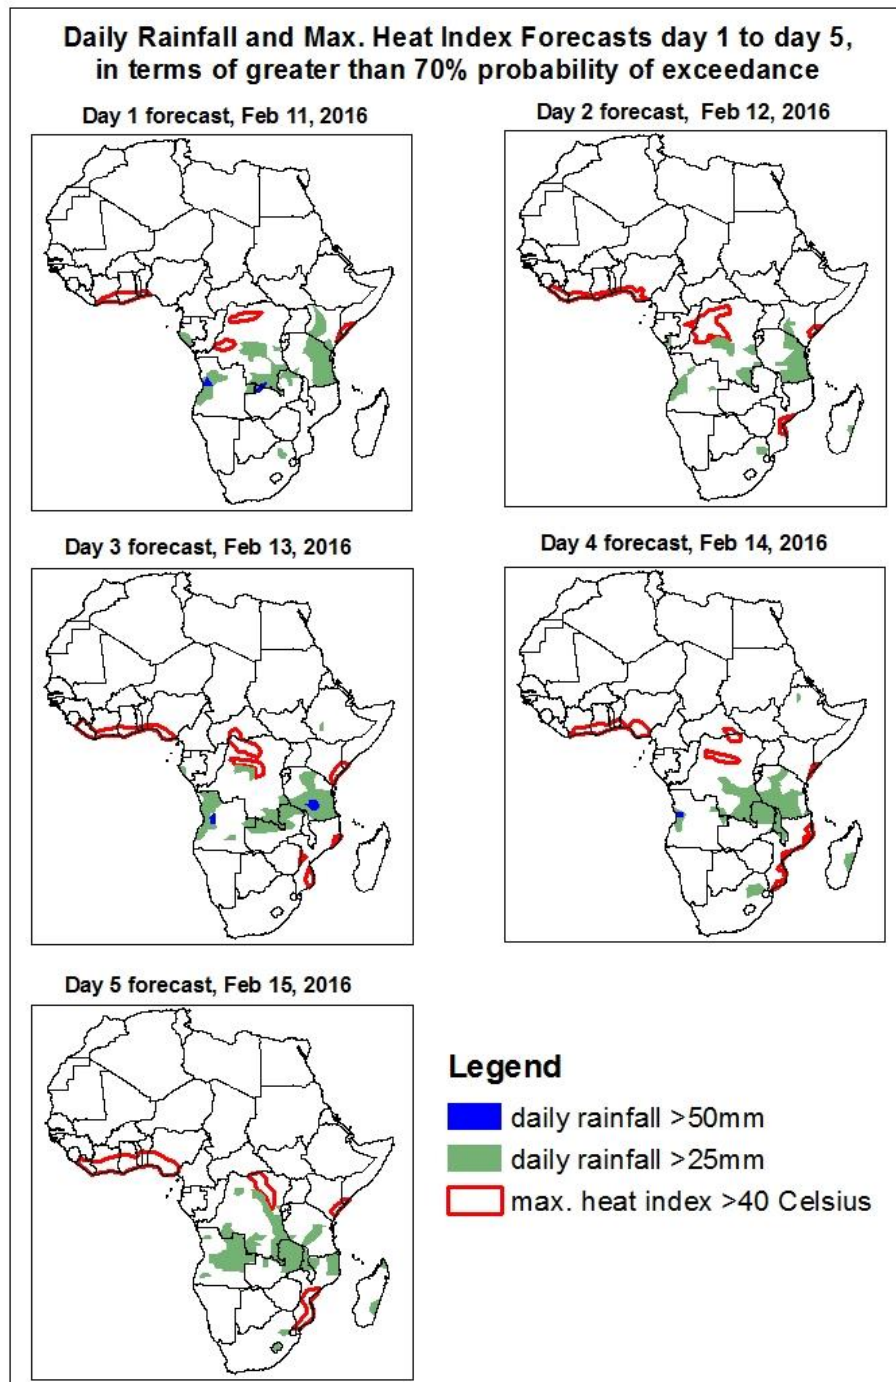 Daily Rainfall and Max. Heat Index Forecasts day 1 to day 5,
in terms of greater than 70% probability of exceedance
Day 1 forecast, Feb 11, 2016
Day 2 forecast, Feb 12, 2016
Day 3 forecast, Feb 13, 2016
Day 4 forecast, Feb 14, 2016
Day 5 forecast, Feb 15, 2016
Legend
daily rainfall >50mm
daily rainfall >25mm
max. heat index >40 Celsius